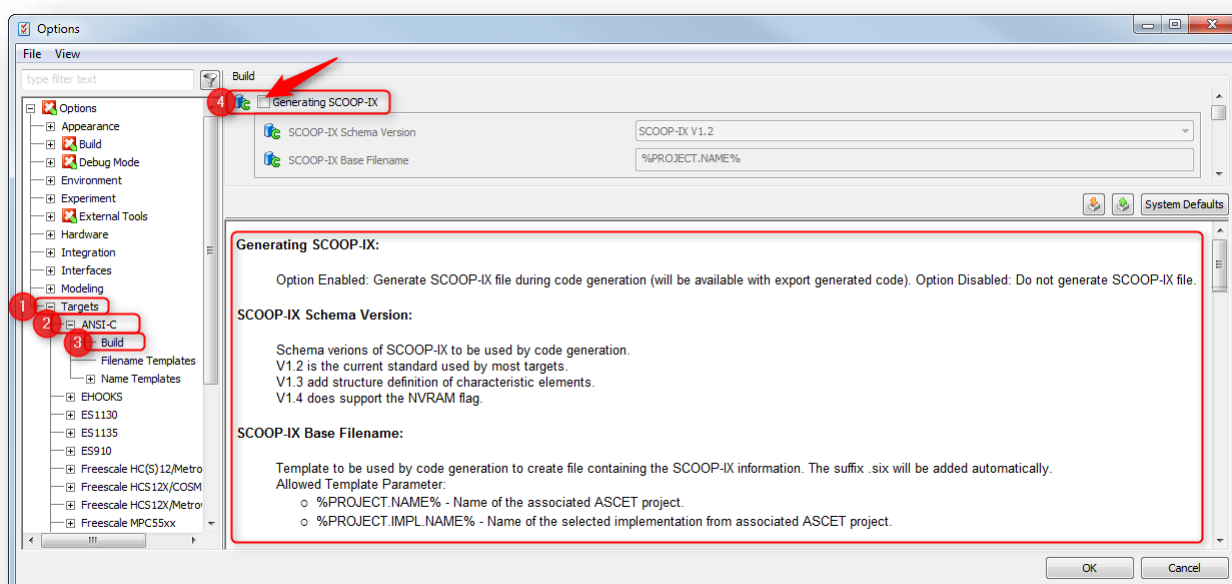 Options
File View
type filter text
Options
Appearance
Build
Debug Mode
Environment
Experiment
External Tools
Hardware
Integration
Interfaces
Modeling
1 Targets
2 ANSI-C
3 Build
Filename Templates
Name Templates
EHOOKS
ES1130
ES1135
ES910
Freescale HC(S)12/Metro
Freescale HCS12X/COSM
Freescale HCS12X/Metro
Freescale MPC55xx
Build
4 Generating SCOOP-IX
SCOOP-IX Schema Version SCOOP-IX V1.2
SCOOP-IX Base Filename %PROJECT.NAME%
System Defaults
Generating SCOOP-IX:
Option Enabled: Generate SCOOP-IX file during code generation (will be available with export generated code). Option Disabled: Do not generate SCOOP-IX file.
SCOOP-IX Schema Version:
Schema verions of SCOOP-IX to be used by code generation.
V1.2 is the current standard used by most targets.
V1.3 add structure definition of characteristic elements.
V1.4 does support the NVRAM flag.
SCOOP-IX Base Filename:
Template to be used by code generation to create file containing the SCOOP-IX information. The suffix .six will be added automatically.
Allowed Template Parameter:
○ %PROJECT.NAME% - Name of the associated ASCET project.
○ %PROJECT.IMPL.NAME% - Name of the selected implementation from associated ASCET project.
OK Cancel